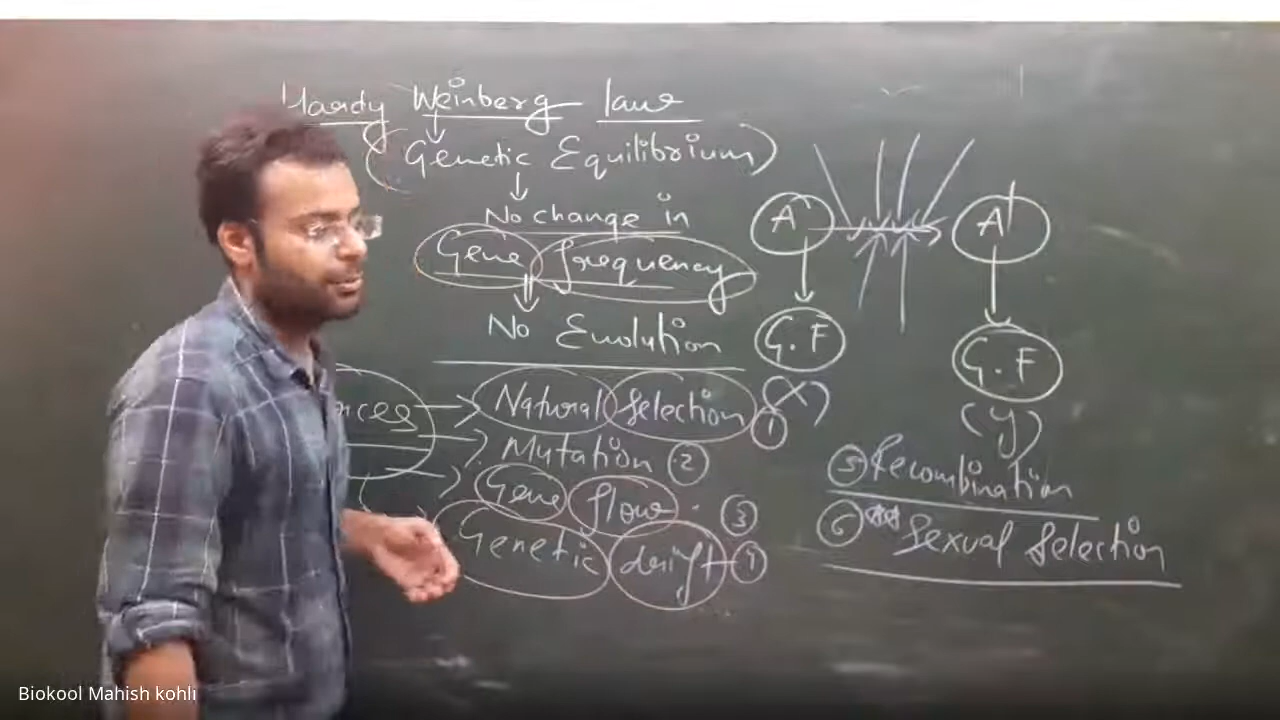 Hardy Weinberg law
(Genetic Equilibrium)
No change in
Gene frequency
No Evolution
A
A'
G.F
G.F
(x)
(y)
rces
Natural Selection 1
Mutation 2
Gene flow 3
Genetic drift 4
5 Recombination
6 Sexual Selection
Biokool Mahish kohli